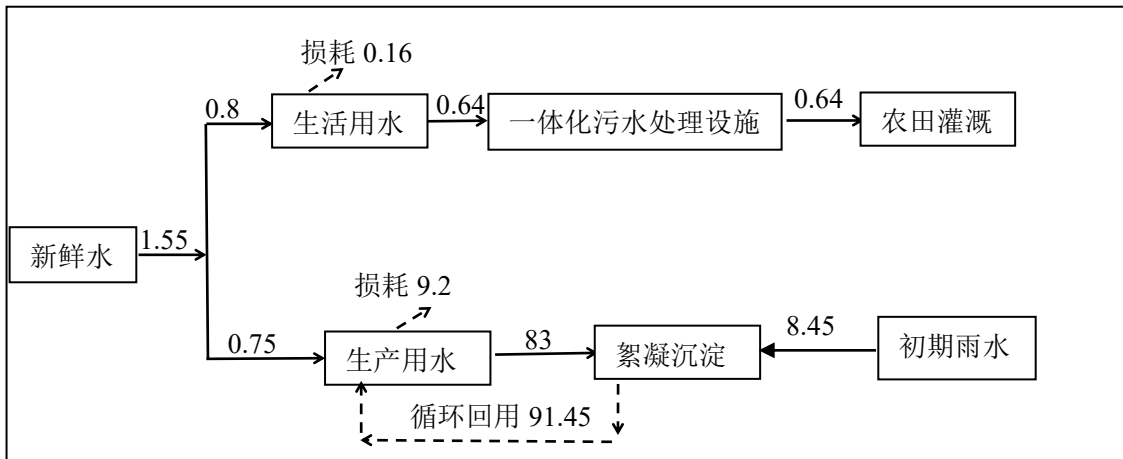 损耗 0.16
0.8
生活用水
0.64
一体化污水处理设施
0.64
农田灌溉
新鲜水
1.55
损耗 9.2
0.75
生产用水
83
絮凝沉淀
8.45
初期雨水
循环回用 91.45